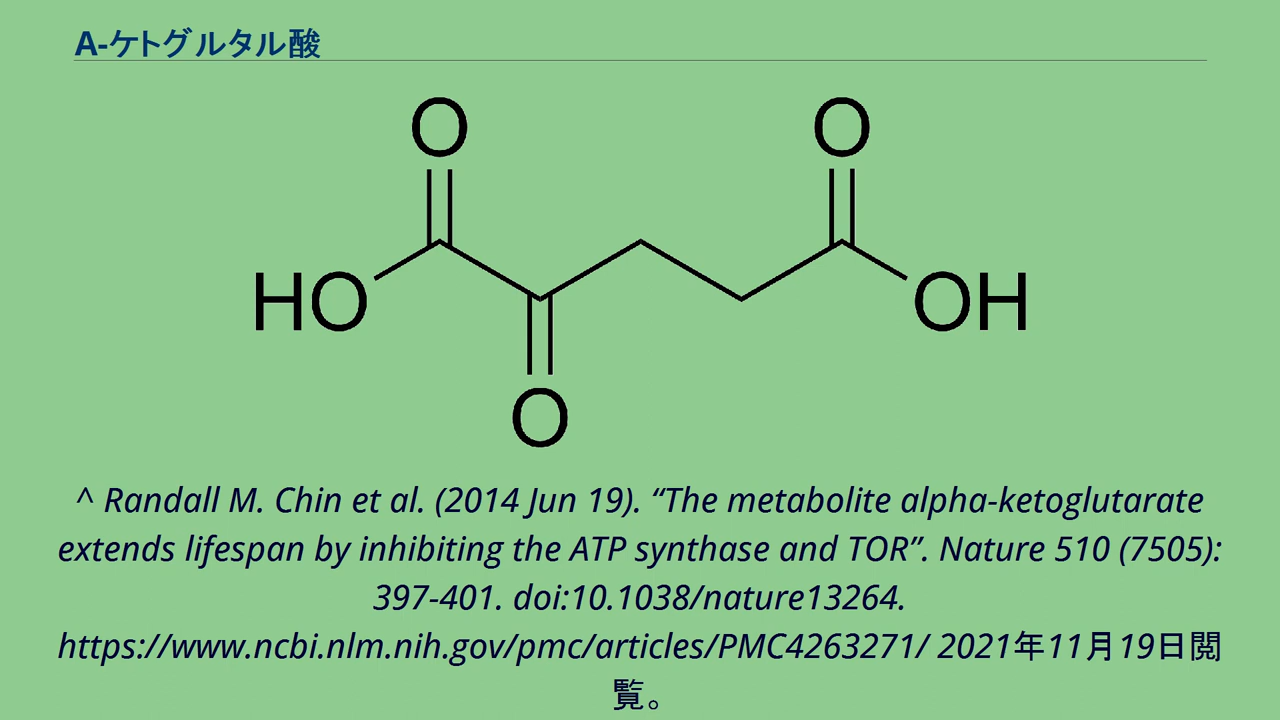 A-ケトグルタル酸
O O
HO OH
O
^ Randall M. Chin et al. (2014 Jun 19). “The metabolite alpha-ketoglutarate
extends lifespan by inhibiting the ATP synthase and TOR”. Nature 510 (7505):
397-401. doi:10.1038/nature13264.
https://www.ncbi.nlm.nih.gov/pmc/articles/PMC4263271/ 2021年11月19日閲
覧。